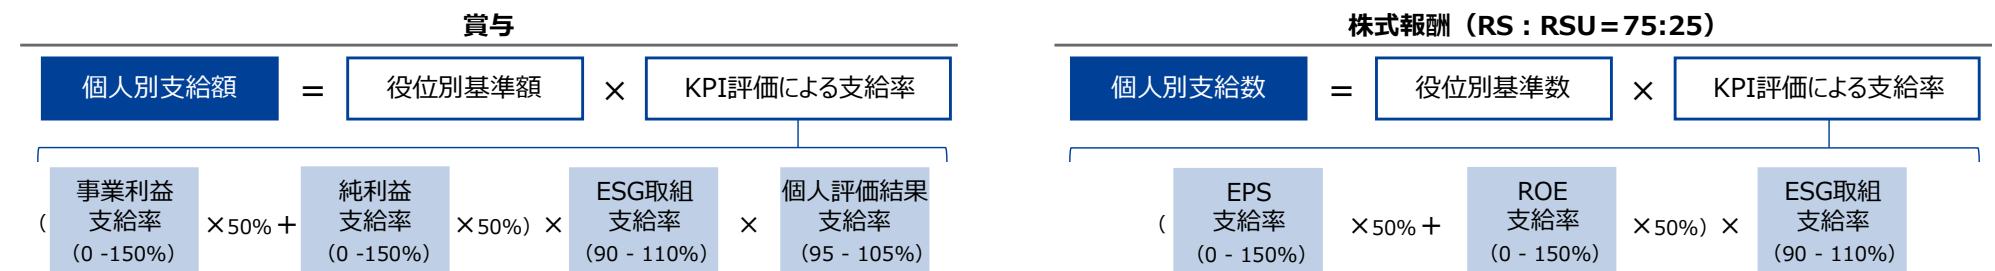 賞与
個人別支給額 = 役位別基準額 × KPI評価による支給率
(事業利益支給率(0 -150%) ×50%+ 純利益支給率(0 -150%) ×50%) × ESG取組支給率(90 - 110%) × 個人評価結果支給率(95 - 105%)
株式報酬(RS:RSU=75:25)
個人別支給数 = 役位別基準数 × KPI評価による支給率
(EPS支給率(0 - 150%) ×50%+ ROE支給率(0 - 150%) ×50%) × ESG取組支給率(90 - 110%)